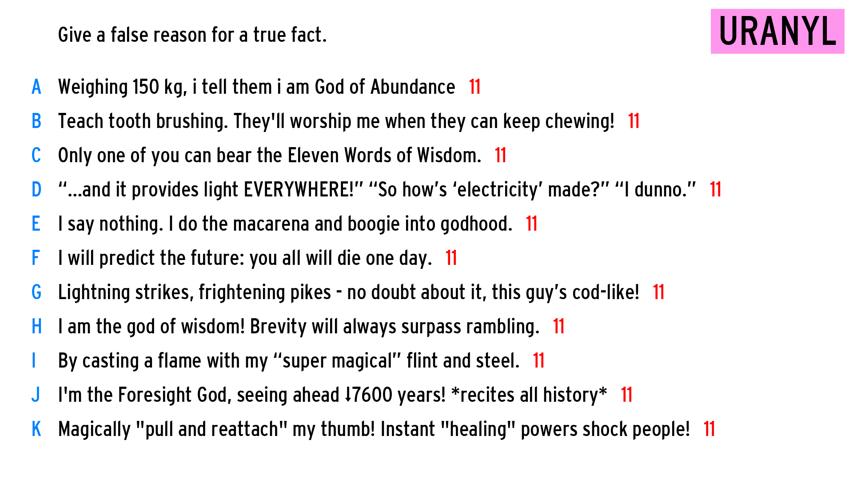 Give a false reason for a true fact.
URANYL
A Weighing 150 kg, i tell them i am God of Abundance 11
B Teach tooth brushing. They'll worship me when they can keep chewing! 11
C Only one of you can bear the Eleven Words of Wisdom. 11
D “...and it provides light EVERYWHERE!” “So how’s ‘electricity’ made?” “I dunno.” 11
E I say nothing. I do the macarena and boogie into godhood. 11
F I will predict the future: you all will die one day. 11
G Lightning strikes, frightening pikes - no doubt about it, this guy’s cod-like! 11
H I am the god of wisdom! Brevity will always surpass rambling. 11
I By casting a flame with my “super magical” flint and steel. 11
J I'm the Foresight God, seeing ahead ⇂7600 years! *recites all history* 11
K Magically "pull and reattach" my thumb! Instant "healing" powers shock people! 11